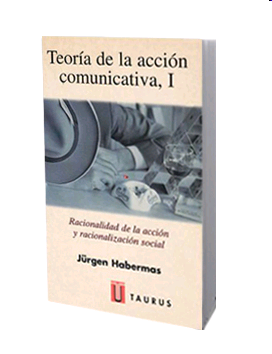 Teoría de la acción
comunicativa, I
Racionalidad de la acción
y racionalización social
Jürgen Habermas
TAURUS